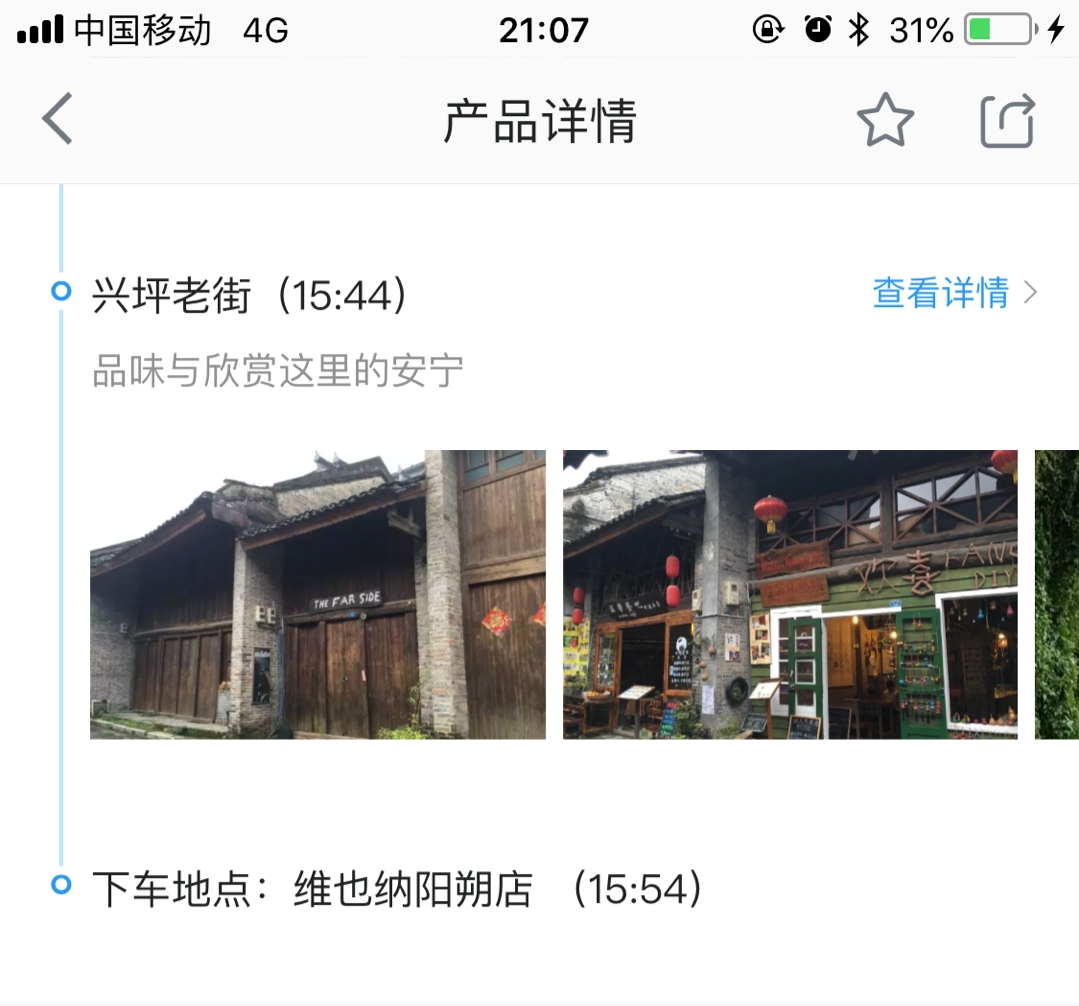 中国移动 4G 21:07 31%
产品详情
兴坪老街（15:44） 查看详情
品味与欣赏这里的安宁
THE FAR SIDE
欢喜 FANG
DIY
下车地点：维也纳阳朔店 （15:54）